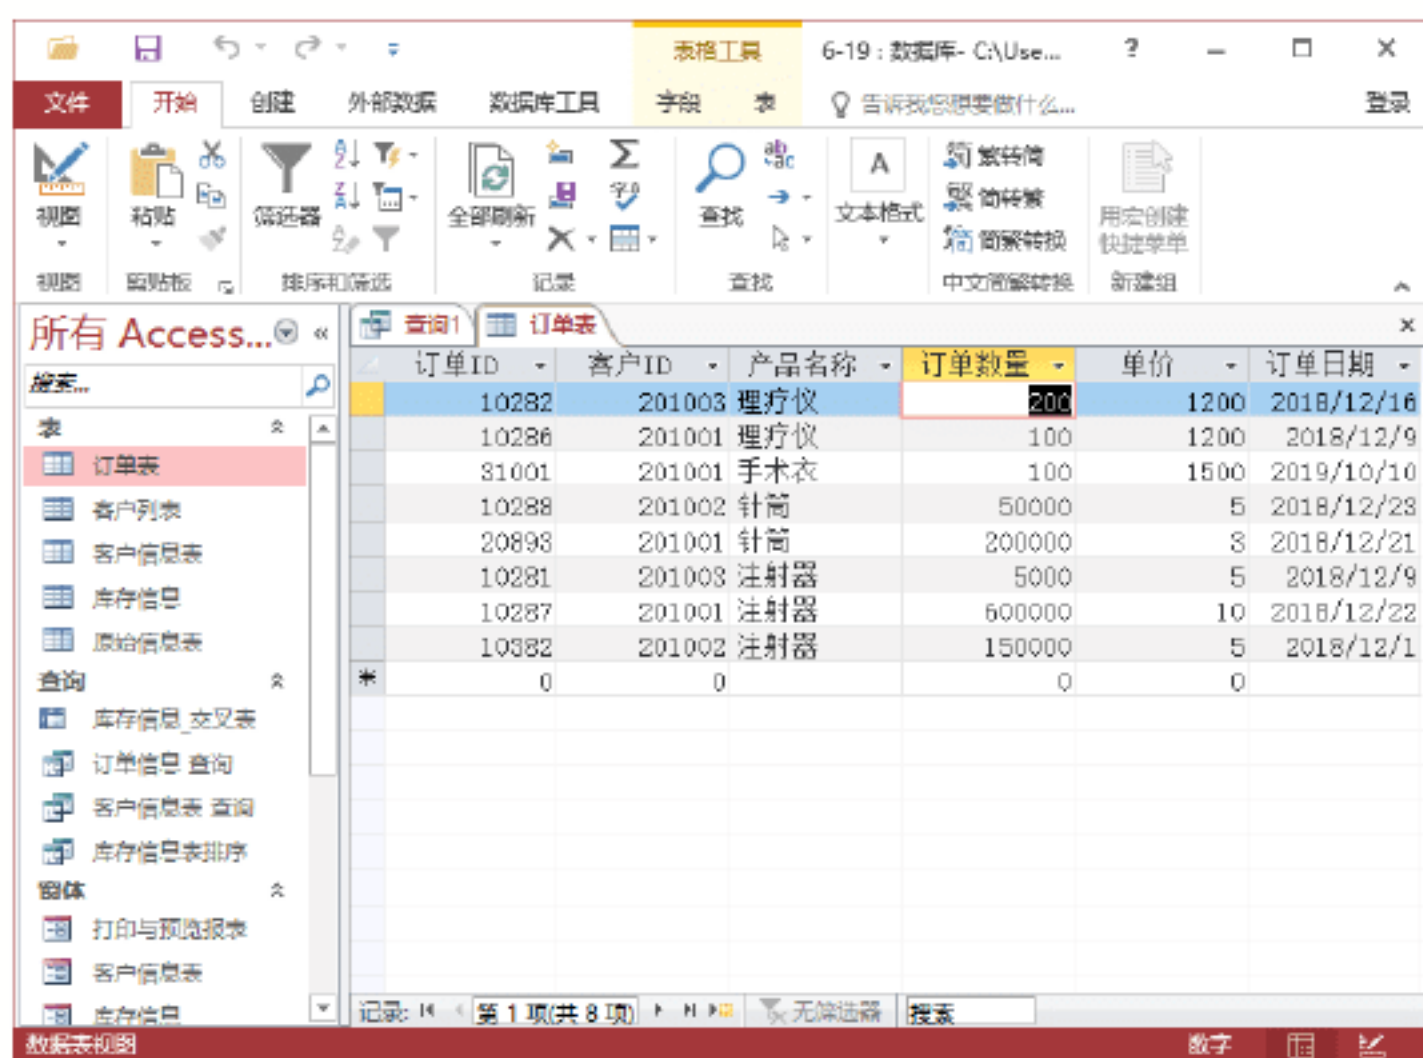 表格工具 6-19 : 数据库- C:\Use... ?
文件 开始 创建 外部数据 数据库工具 字段 表 告诉我您想要做什么... 登录
视图 粘贴 筛选器 全部刷新 查找 A 文本格式 繁转简 简转繁 简繁转换 用宏创建快捷菜单
视图 剪贴板 排序和筛选 记录 查找 中文简繁转换 新建组
所有 Access... «
搜索...
表
订单表
客户列表
客户信息表
库存信息
原始信息表
查询
库存信息_交叉表
订单信息 查询
客户信息表 查询
库存信息表排序
窗体
打印与预览报表
客户信息表
库存信息
查询1 订单表
订单ID 客户ID 产品名称 订单数量 单价 订单日期
10282 201003 理疗仪 200 1200 2018/12/16
10286 201001 理疗仪 100 1200 2018/12/9
31001 201001 手术衣 100 1500 2019/10/10
10288 201002 针筒 50000 5 2018/12/23
20893 201001 针筒 200000 3 2018/12/21
10281 201003 注射器 5000 5 2018/12/9
10287 201001 注射器 600000 10 2018/12/22
10382 201002 注射器 150000 5 2018/12/1
* 0 0 0 0
记录: 第 1 项(共 8 项) 无筛选器 搜索
数据表视图 数字